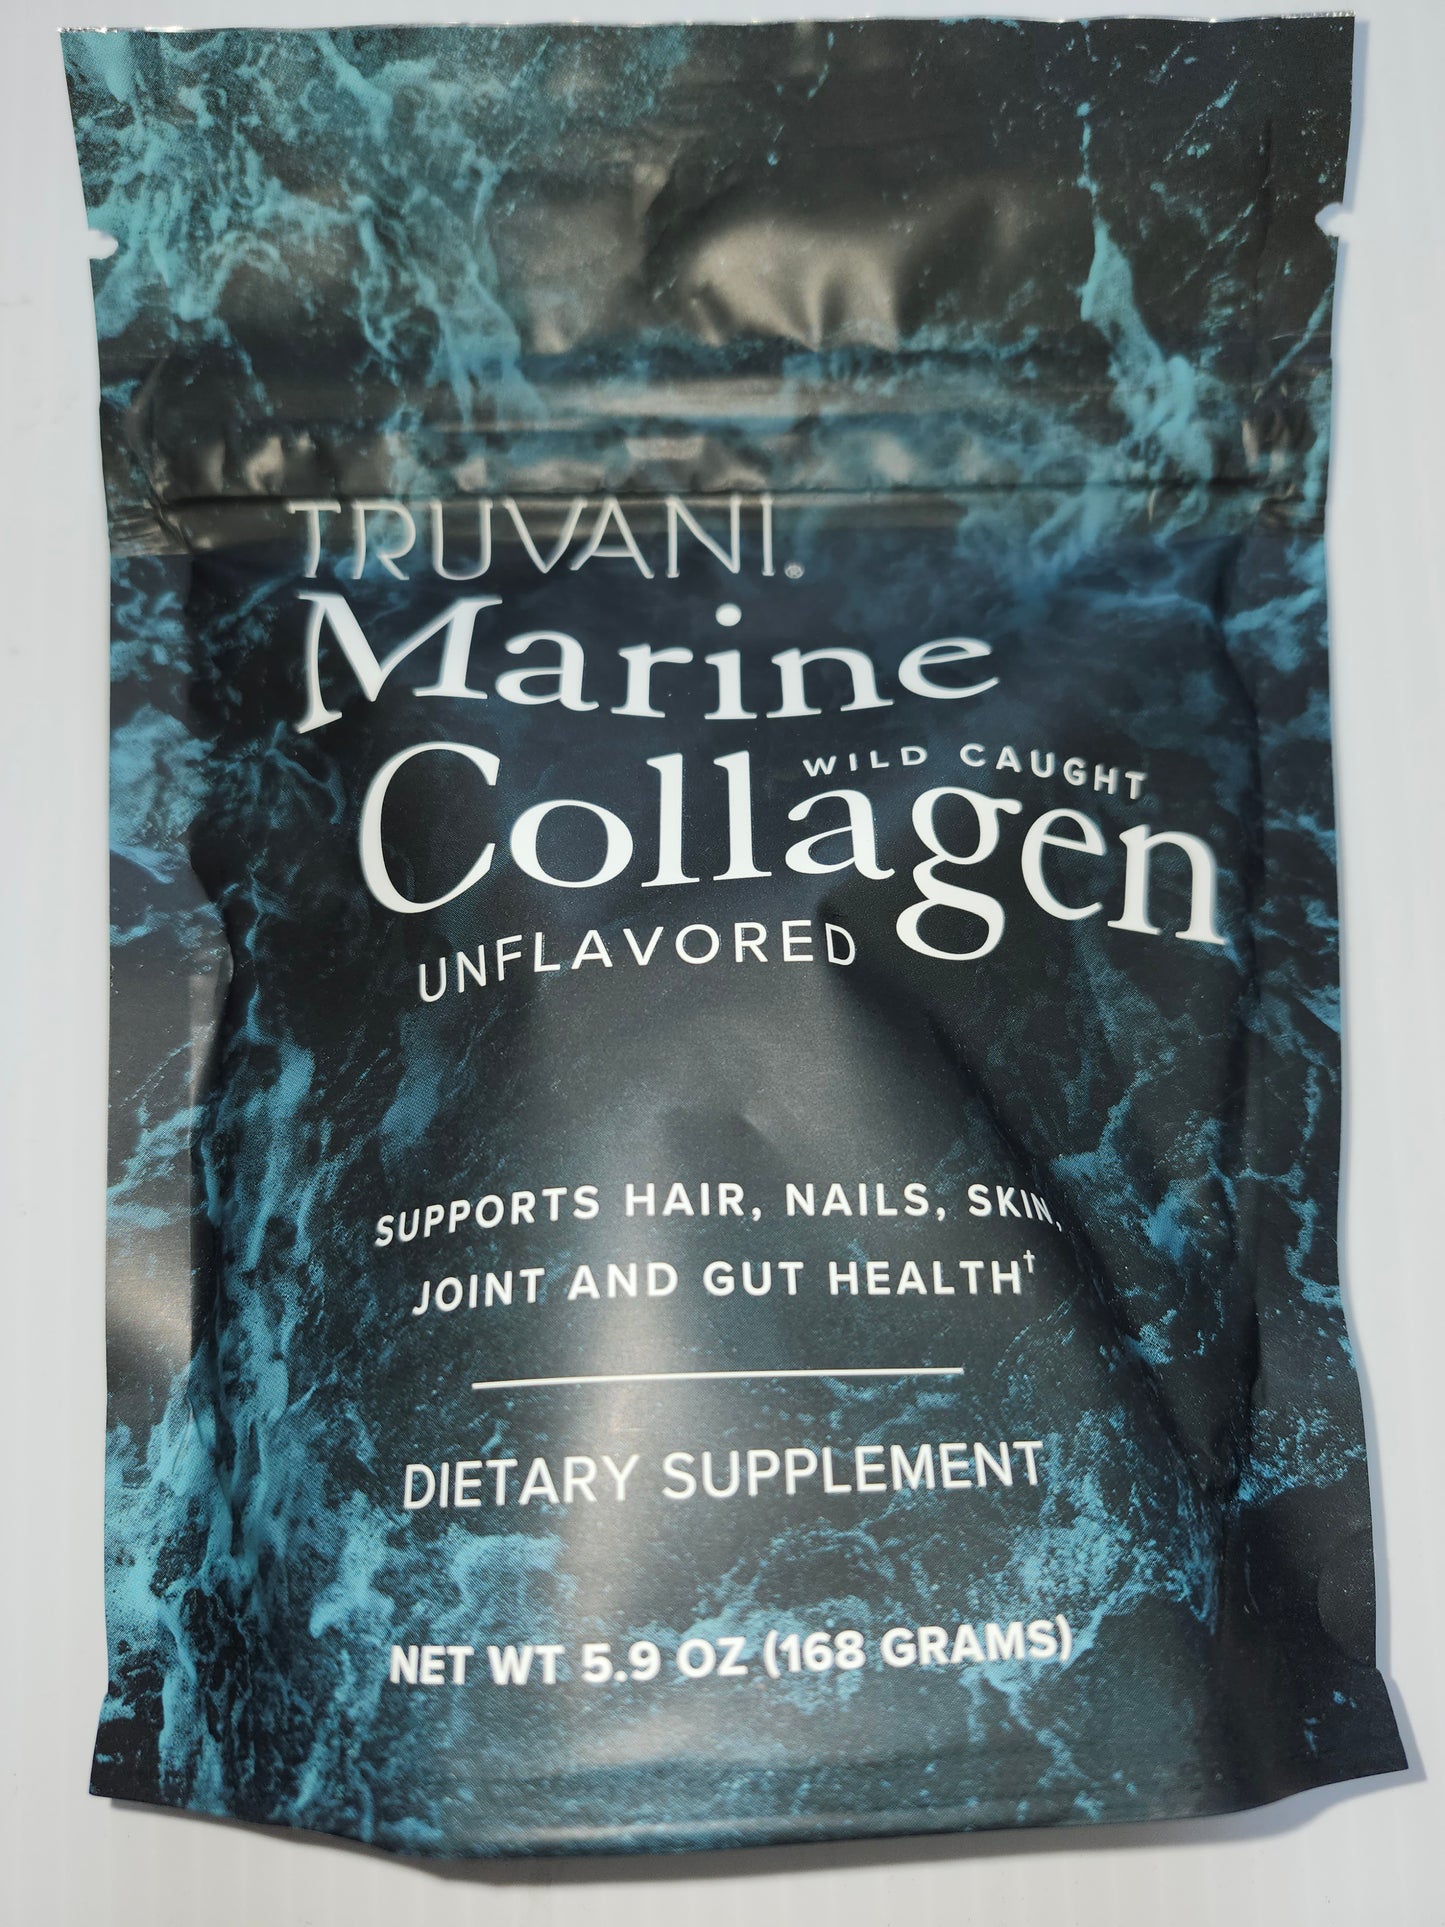 TRUVANI®
Marine
WILD CAUGHT
Collagen
UNFLAVORED
SUPPORTS HAIR, NAILS, SKIN,
JOINT AND GUT HEALTH†
DIETARY SUPPLEMENT
NET WT 5.9 OZ (168 GRAMS)